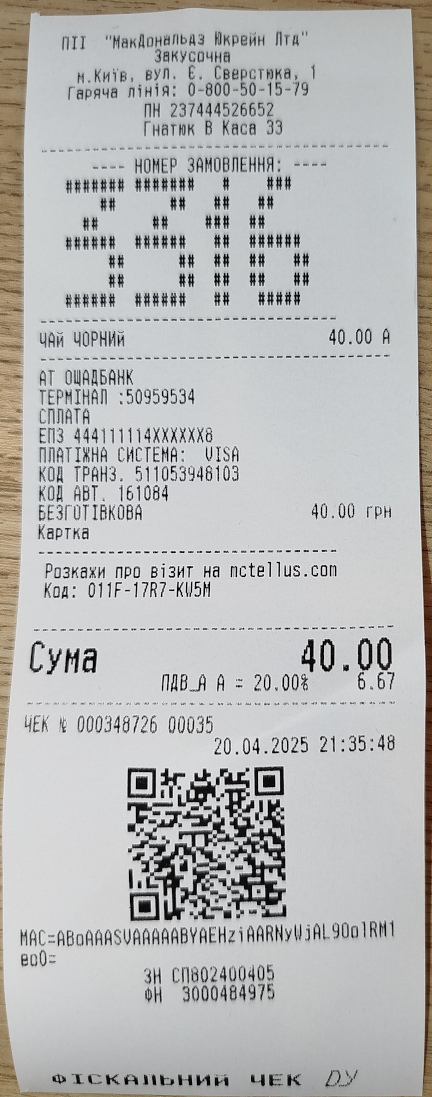 ПІІ "МакДональдз Юкрейн Лтд"
Закусочна
м.Київ, вул. Є. Сверстюка, 1
Гаряча лінія: 0-800-50-15-79
ПН 237444526652
Гнатюк В Каса 33
---- НОМЕР ЗАМОВЛЕННЯ: ----
3316
ЧАЙ ЧОРНИЙ 40.00 А
АТ ОЩАДБАНК
ТЕРМІНАЛ :50959534
СПЛАТА
ЕПЗ 444111114XXXXXX8
ПЛАТІЖНА СИСТЕМА: VISA
КОД ТРАНЗ. 511053948103
КОД АВТ. 161084
БЕЗГОТІВКОВА 40.00 грн
Картка
Розкажи про візит на mctellus.com
Код: 011F-17R7-KW5M
Сума 40.00
ПДВ_А А = 20.00% 6.67
ЧЕК № 000348726 00035
20.04.2025 21:35:48
MAC=ABoAAASVAAAAABYAEHziAARNyWjAL9OolRM1
eo0=
ЗН СП802400405
ФН 3000484975
ФІСКАЛЬНИЙ ЧЕК